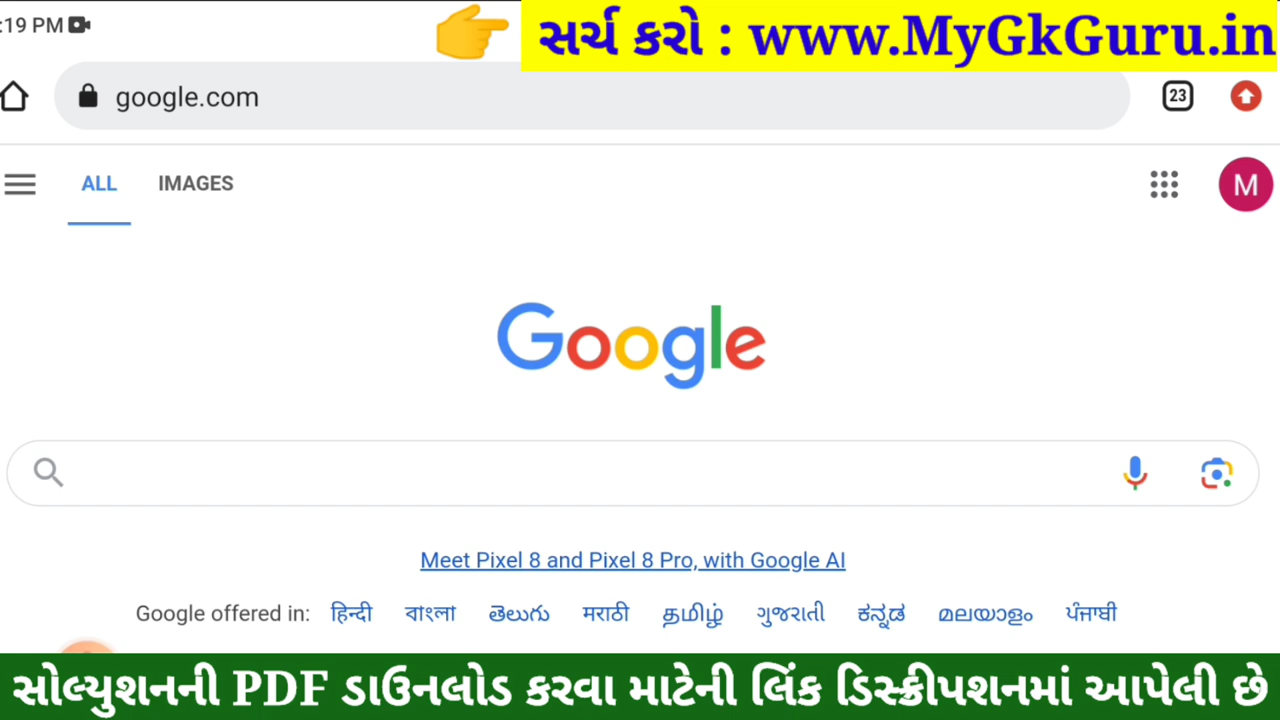 :19 PM
👉 સર્ચ કરો : www.MyGkGuru.in
google.com
23
ALL IMAGES
M
Google
Meet Pixel 8 and Pixel 8 Pro, with Google AI
Google offered in: हिन्दी বাংলা తెలుగు मराठी தமிழ் ગુજરાતી ಕನ್ನಡ മലയാളം ਪੰਜਾਬੀ
સોલ્યુશનની PDF ડાઉનલોડ કરવા માટેની લિંક ડિસ્ક્રીપશનમાં આપેલી છે